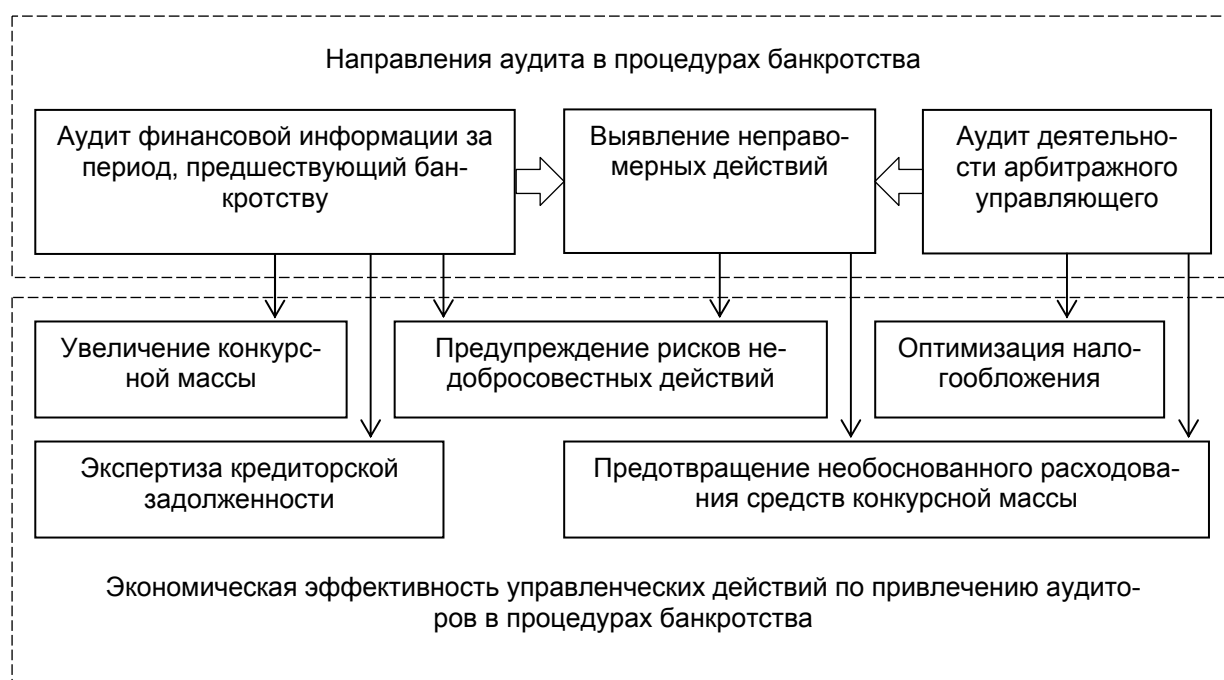 Направления аудита в процедурах банкротства
Аудит финансовой информации за
период, предшествующий бан-
кротству
Выявление неправо-
мерных действий
Аудит деятельно-
сти арбитражного
управляющего
Увеличение конкурс-
ной массы
Предупреждение рисков не-
добросовестных действий
Оптимизация нало-
гообложения
Экспертиза кредиторской
задолженности
Предотвращение необоснованного расходова-
ния средств конкурсной массы
Экономическая эффективность управленческих действий по привлечению аудито-
ров в процедурах банкротства